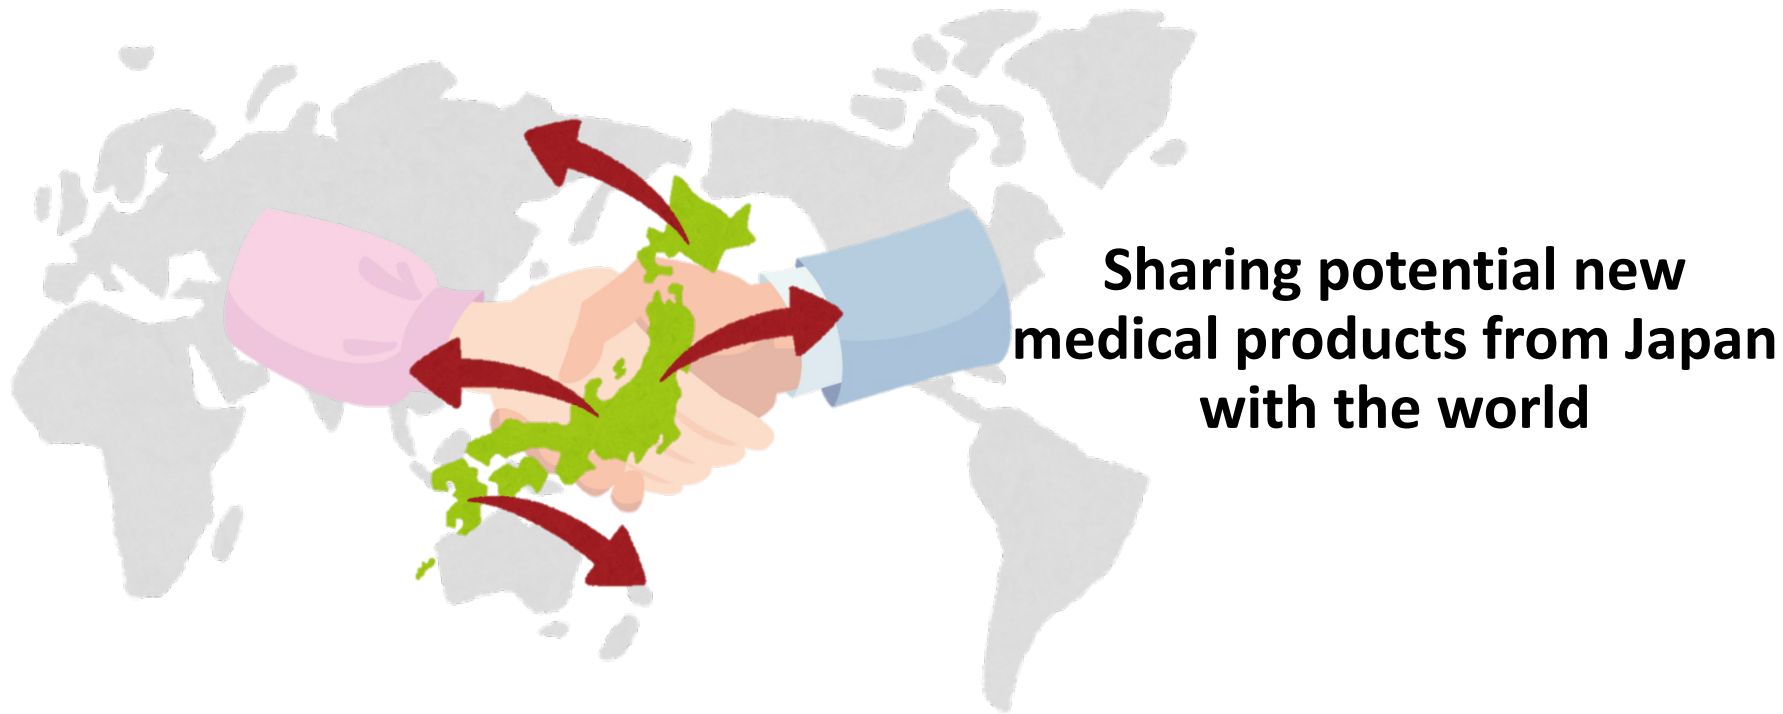 Sharing potential new
medical products from Japan
with the world